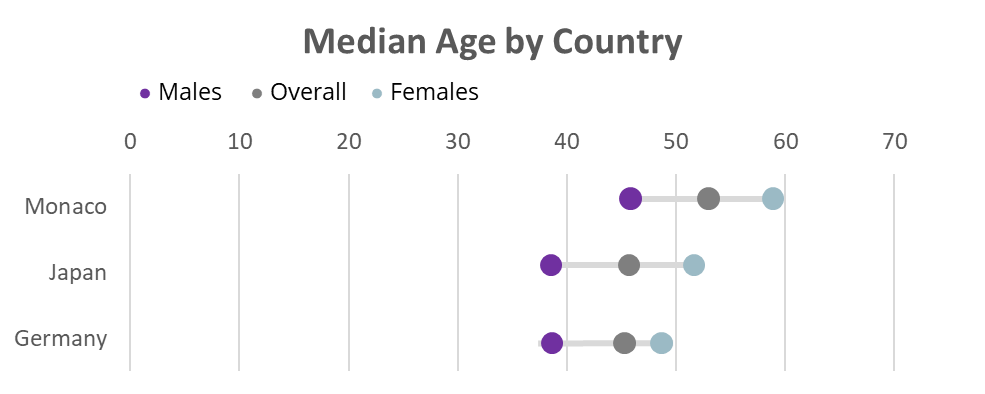 Median Age by Country
Males Overall Females
0 10 20 30 40 50 60 70
Monaco
Japan
Germany